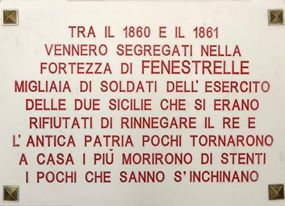 TRA IL 1860 E IL 1861
VENNERO SEGREGATI NELLA
FORTEZZA DI FENESTRELLE
MIGLIAIA DI SOLDATI DELL' ESERCITO
DELLE DUE SICILIE CHE SI ERANO
RIFIUTATI DI RINNEGARE IL RE E
L' ANTICA PATRIA POCHI TORNARONO
A CASA I PIÙ MORIRONO DI STENTI
I POCHI CHE SANNO S'INCHINANO